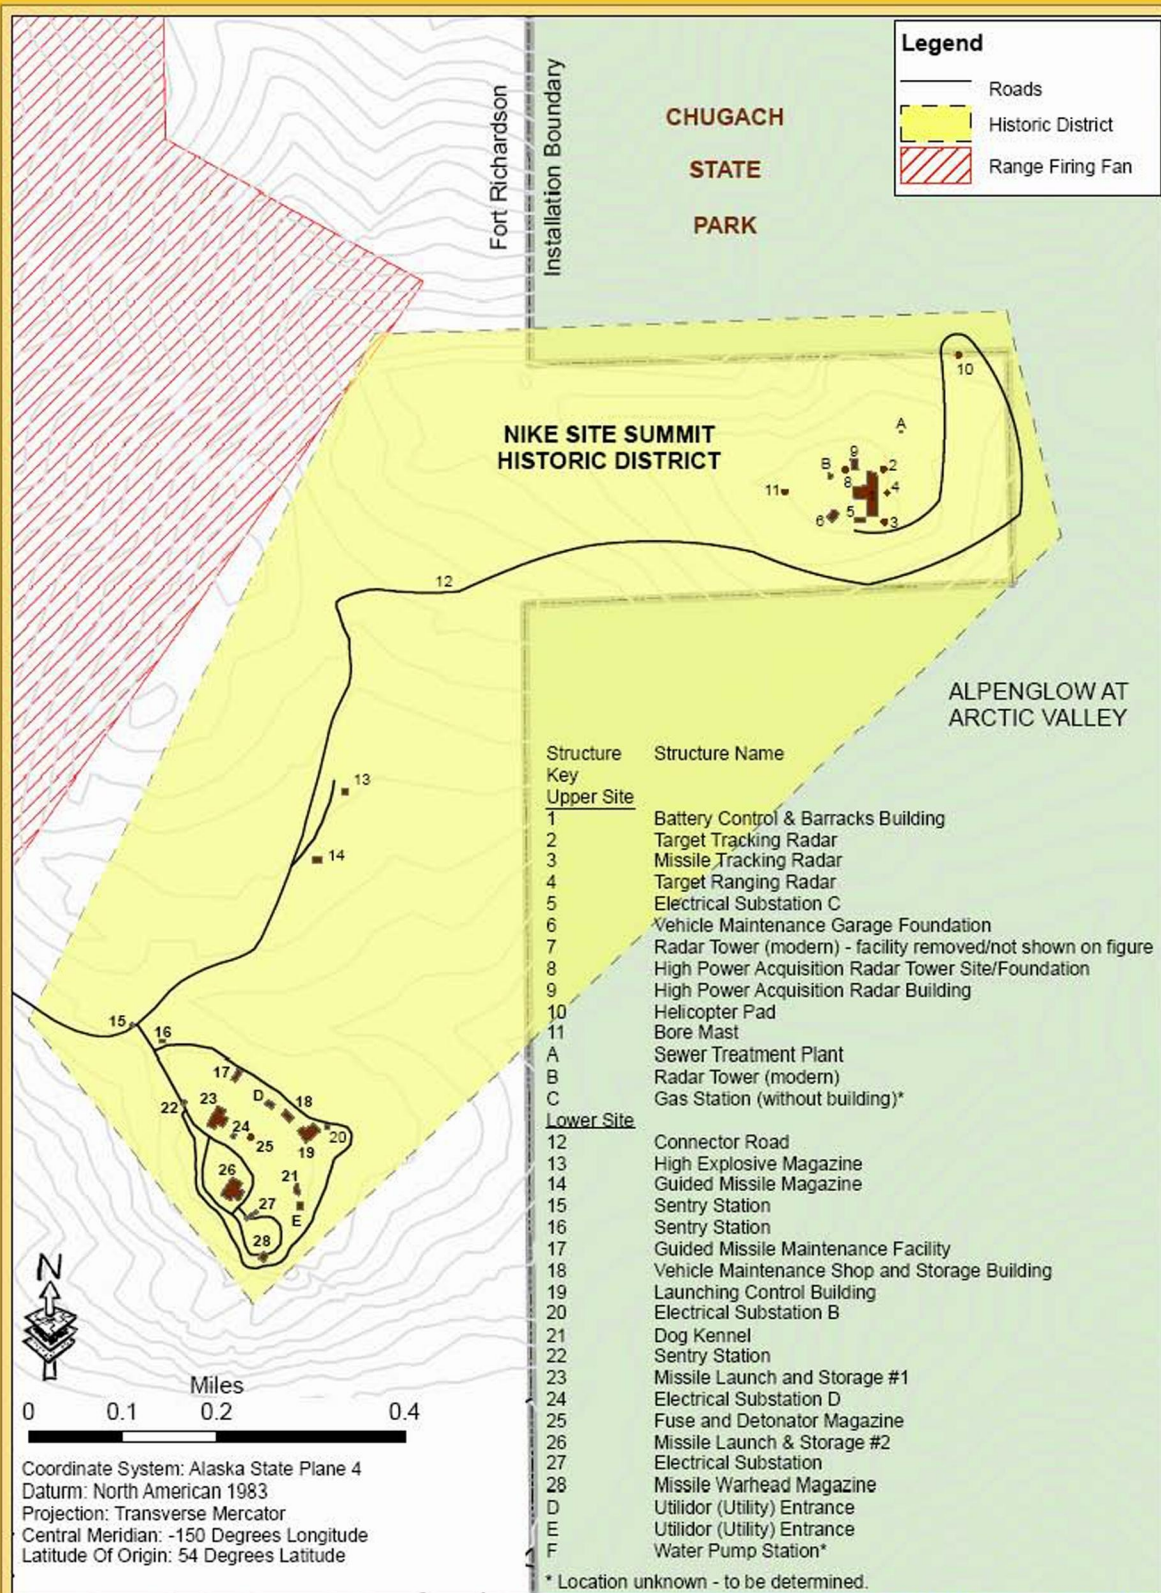 Legend
Roads
Historic District
Range Firing Fan
Fort Richardson
Installation Boundary
CHUGACH
STATE
PARK
NIKE SITE SUMMIT
HISTORIC DISTRICT
10
A
9
B
2
8
4
11
5
6
3
12
ALPENGLOW AT
ARCTIC VALLEY
13
14
15
16
17
D
18
22
23
24
25
19
20
26
21
27
E
28
Structure Key Structure Name
Upper Site
1 Battery Control & Barracks Building
2 Target Tracking Radar
3 Missile Tracking Radar
4 Target Ranging Radar
5 Electrical Substation C
6 Vehicle Maintenance Garage Foundation
7 Radar Tower (modern) - facility removed/not shown on figure
8 High Power Acquisition Radar Tower Site/Foundation
9 High Power Acquisition Radar Building
10 Helicopter Pad
11 Bore Mast
A Sewer Treatment Plant
B Radar Tower (modern)
C Gas Station (without building)*
Lower Site
12 Connector Road
13 High Explosive Magazine
14 Guided Missile Magazine
15 Sentry Station
16 Sentry Station
17 Guided Missile Maintenance Facility
18 Vehicle Maintenance Shop and Storage Building
19 Launching Control Building
20 Electrical Substation B
21 Dog Kennel
22 Sentry Station
23 Missile Launch and Storage #1
24 Electrical Substation D
25 Fuse and Detonator Magazine
26 Missile Launch & Storage #2
27 Electrical Substation
28 Missile Warhead Magazine
D Utilidor (Utility) Entrance
E Utilidor (Utility) Entrance
F Water Pump Station*
* Location unknown - to be determined.
N
Miles
0 0.1 0.2 0.4
Coordinate System: Alaska State Plane 4
Daturm: North American 1983
Projection: Transverse Mercator
Central Meridian: -150 Degrees Longitude
Latitude Of Origin: 54 Degrees Latitude